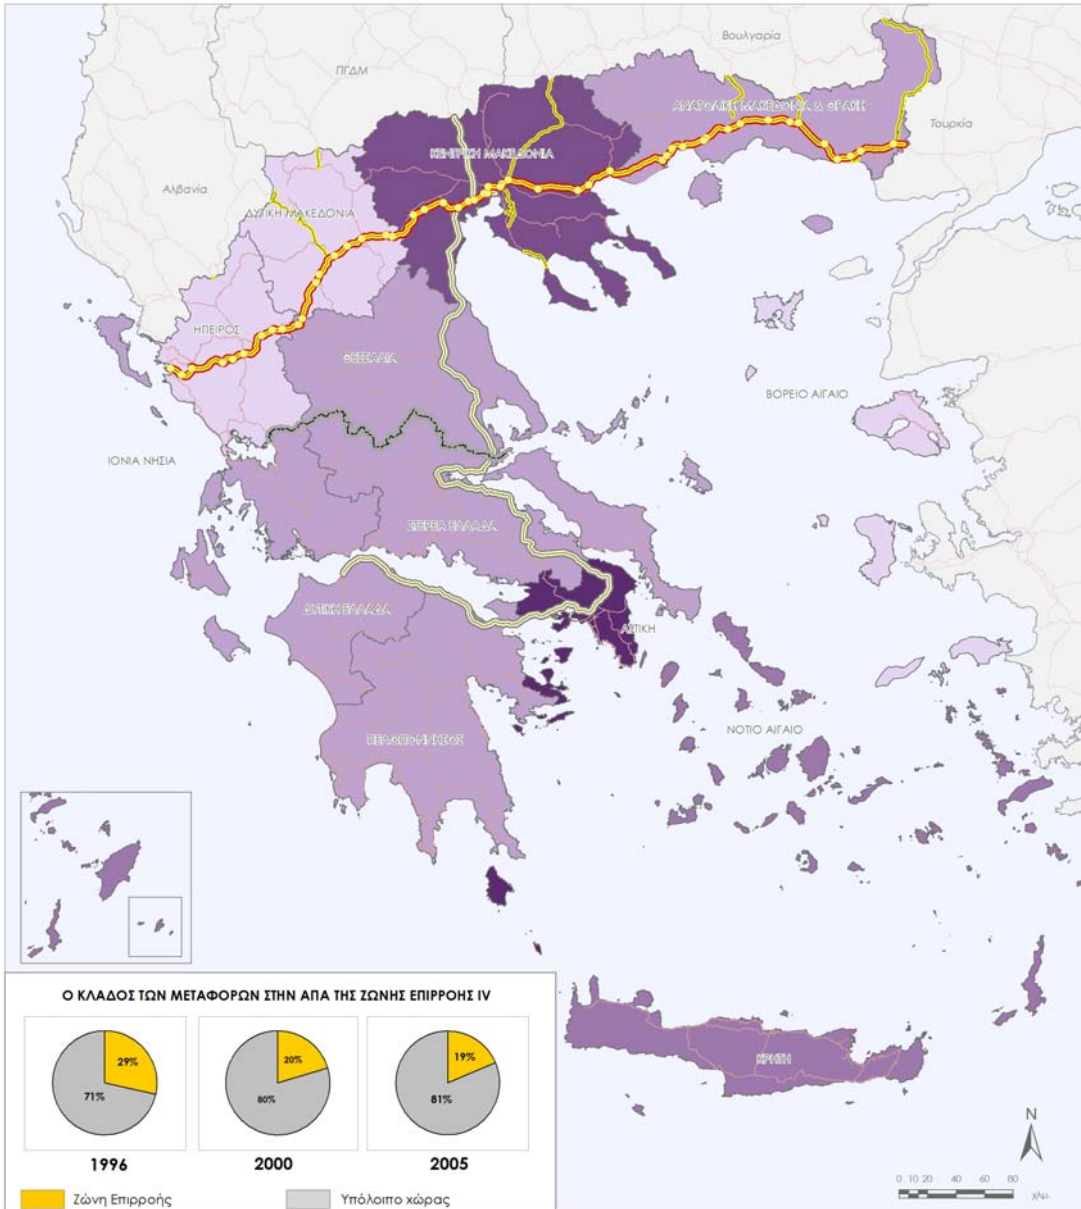 Βουλγαρία
ΠΓΔΜ
ΑΝΑΤΟΛΙΚΗ ΜΑΚΕΔΟΝΙΑ & ΘΡΑΚΗ
Τουρκία
ΚΕΝΤΡΙΚΗ ΜΑΚΕΔΟΝΙΑ
Αλβανία
ΔΥΤΙΚΗ ΜΑΚΕΔΟΝΙΑ
ΗΠΕΙΡΟΣ
ΘΕΣΣΑΛΙΑ
ΒΟΡΕΙΟ ΑΙΓΑΙΟ
ΙΟΝΙΑ ΝΗΣΙΑ
ΣΤΕΡΕΑ ΕΛΛΑΔΑ
ΔΥΤΙΚΗ ΕΛΛΑΔΑ
ΑΤΤΙΚΗ
ΝΟΤΙΟ ΑΙΓΑΙΟ
ΠΕΛΟΠΟΝΝΗΣΟΣ
ΚΡΗΤΗ
Ο ΚΛΑΔΟΣ ΤΩΝ ΜΕΤΑΦΟΡΩΝ ΣΤΗΝ ΑΠΑ ΤΗΣ ΖΩΝΗΣ ΕΠΙΡΡΟΗΣ IV
29% 71%
20% 80%
19% 81%
1996 2000 2005
Ζώνη Επιρροής Υπόλοιπο χώρας
N
0 10 20 40 60 80
χλμ.